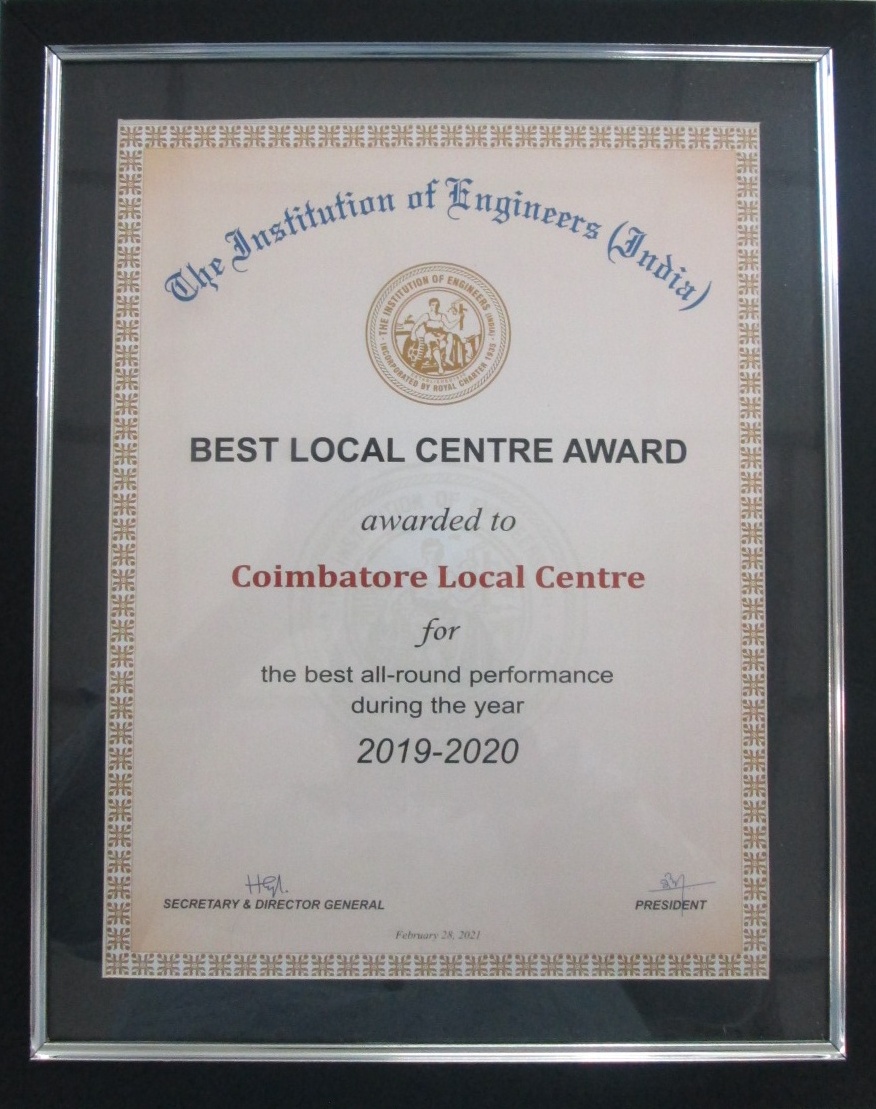 The Institution of Engineers (India)
THE INSTITUTION OF ENGINEERS (INDIA)
ESTABLISHED 1920
INCORPORATED BY ROYAL CHARTER 1935
BEST LOCAL CENTRE AWARD
awarded to
Coimbatore Local Centre
for
the best all-round performance
during the year
2019-2020
SECRETARY & DIRECTOR GENERAL
PRESIDENT
February 28, 2021